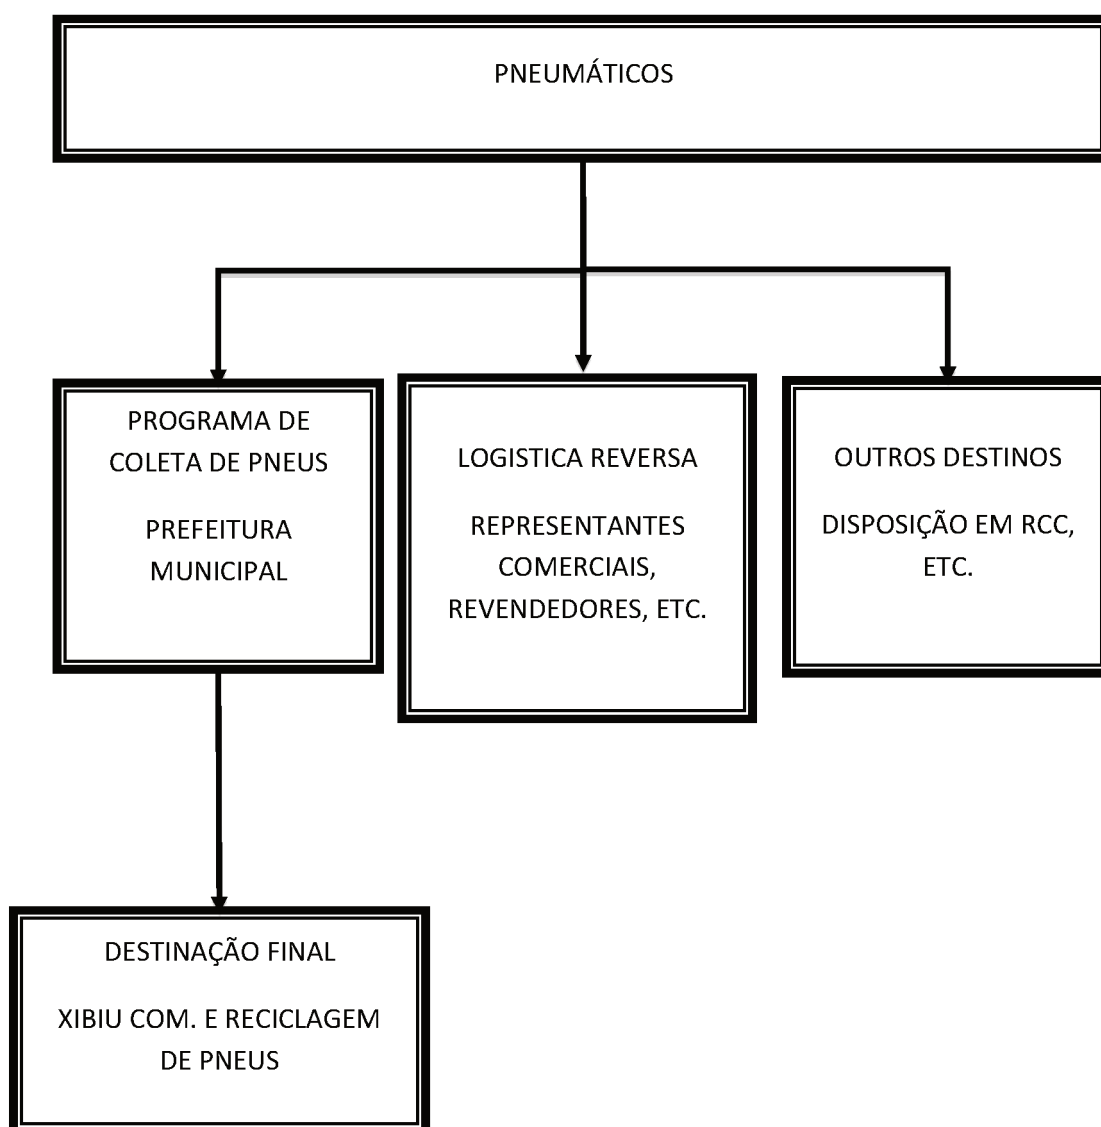 PNEUMÁTICOS
PROGRAMA DE
COLETA DE PNEUS
PREFEITURA
MUNICIPAL
LOGISTICA REVERSA
REPRESENTANTES
COMERCIAIS,
REVENDEDORES, ETC.
OUTROS DESTINOS
DISPOSIÇÃO EM RCC,
ETC.
DESTINAÇÃO FINAL
XIBIU COM. E RECICLAGEM
DE PNEUS